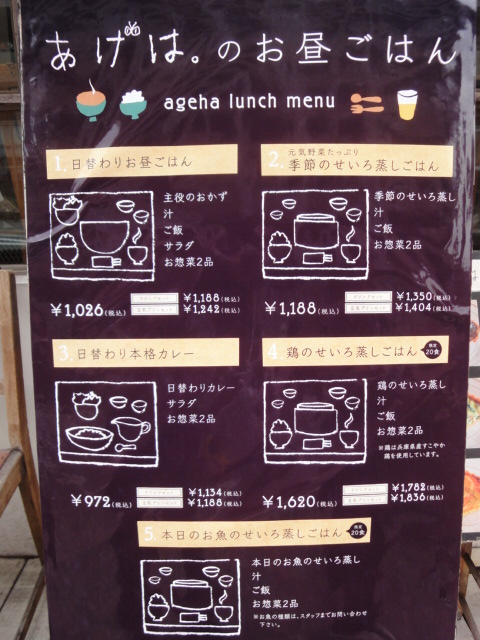 あげは。のお昼ごはん
ageha lunch menu
1. 日替わりお昼ごはん
主役のおかず
汁
ご飯
サラダ
お惣菜2品
¥1,026(税込)
¥1,188(税込)
¥1,242(税込)
元気野菜たっぷり
2. 季節のせいろ蒸しごはん
季節のせいろ蒸し
汁
ご飯
お惣菜2品
¥1,188(税込)
¥1,350(税込)
¥1,404(税込)
3. 日替わり本格カレー
日替わりカレー
サラダ
お惣菜2品
¥972(税込)
¥1,134(税込)
¥1,188(税込)
4. 鶏のせいろ蒸しごはん 限定20食
鶏のせいろ蒸し
汁
ご飯
お惣菜2品
※鶏は兵庫県産すこやか
鶏を使用しています。
¥1,620(税込)
¥1,782(税込)
¥1,836(税込)
5. 本日のお魚のせいろ蒸しごはん 限定20食
本日のお魚のせいろ蒸し
汁
ご飯
お惣菜2品
※お魚の種類は、スタッフまでお問い合わせ
下さい。